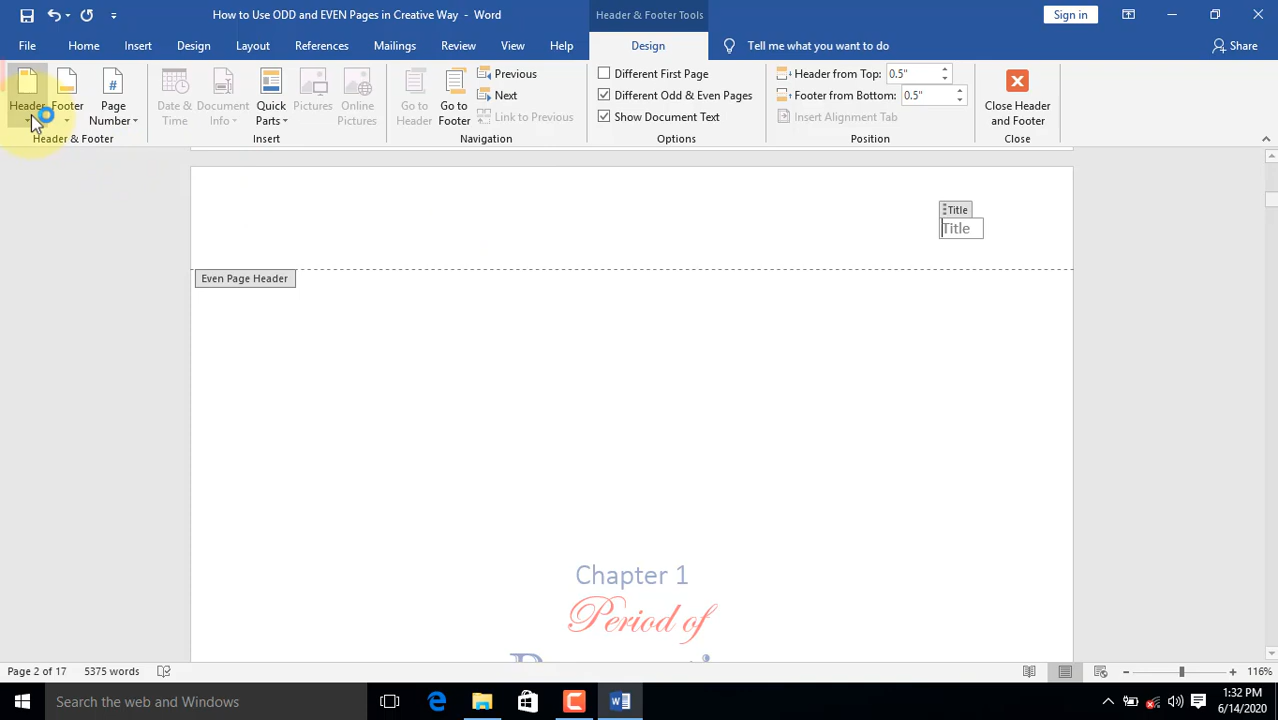 How to Use ODD and EVEN Pages in Creative Way - Word
Header & Footer Tools
Sign in
File Home Insert Design Layout References Mailings Review View Help Design Tell me what you want to do Share
Header
Footer
Page Number
Header & Footer
Date & Time
Document Info
Quick Parts
Pictures
Online Pictures
Insert
Go to Header
Go to Footer
Previous
Next
Link to Previous
Navigation
Different First Page
Different Odd & Even Pages
Show Document Text
Options
Header from Top: 0.5"
Footer from Bottom: 0.5"
Insert Alignment Tab
Position
Close Header and Footer
Close
Title
Title
Even Page Header
Chapter 1
Period of
Page 2 of 17 5375 words 116%
Search the web and Windows
1:32 PM
6/14/2020